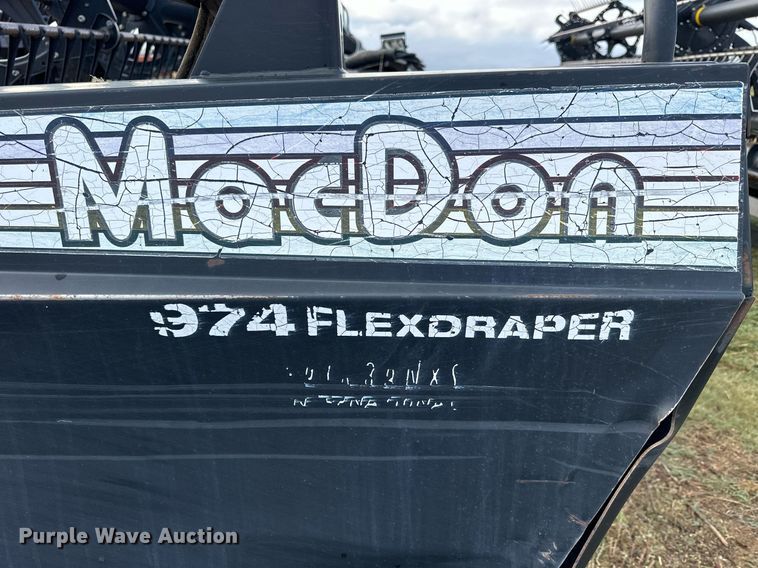 MacDon
974 FLEXDRAPER
Purple Wave Auction